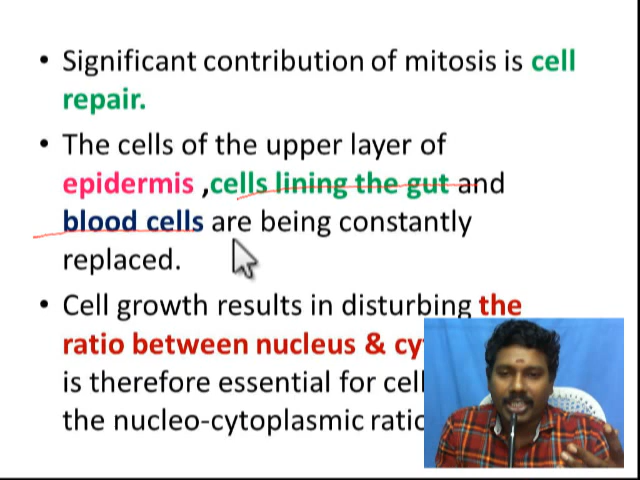 • Significant contribution of mitosis is cell
repair.
• The cells of the upper layer of
epidermis ,cells lining the gut and
blood cells are being constantly
replaced.
• Cell growth results in disturbing the
ratio between nucleus &
is therefore essential for cell
the nucleo-cytoplasmic